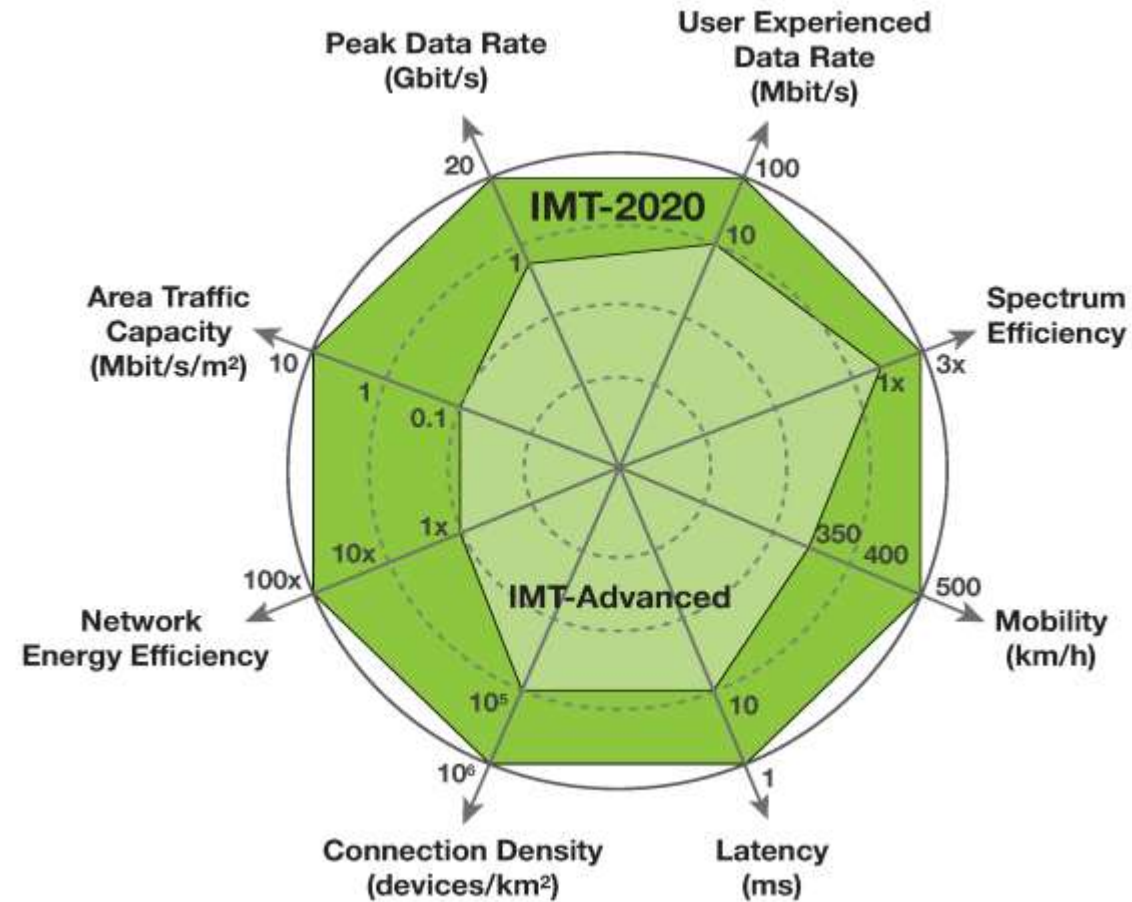 Peak Data Rate
(Gbit/s)
User Experienced
Data Rate
(Mbit/s)
20
100
IMT-2020
1
10
Area Traffic
Capacity
(Mbit/s/m²)
Spectrum
Efficiency
10
1
0.1
1x
3x
1x
10x
100x
350
400
500
Network
Energy Efficiency
IMT-Advanced
Mobility
(km/h)
10⁵
10
10⁶
1
Connection Density
(devices/km²)
Latency
(ms)